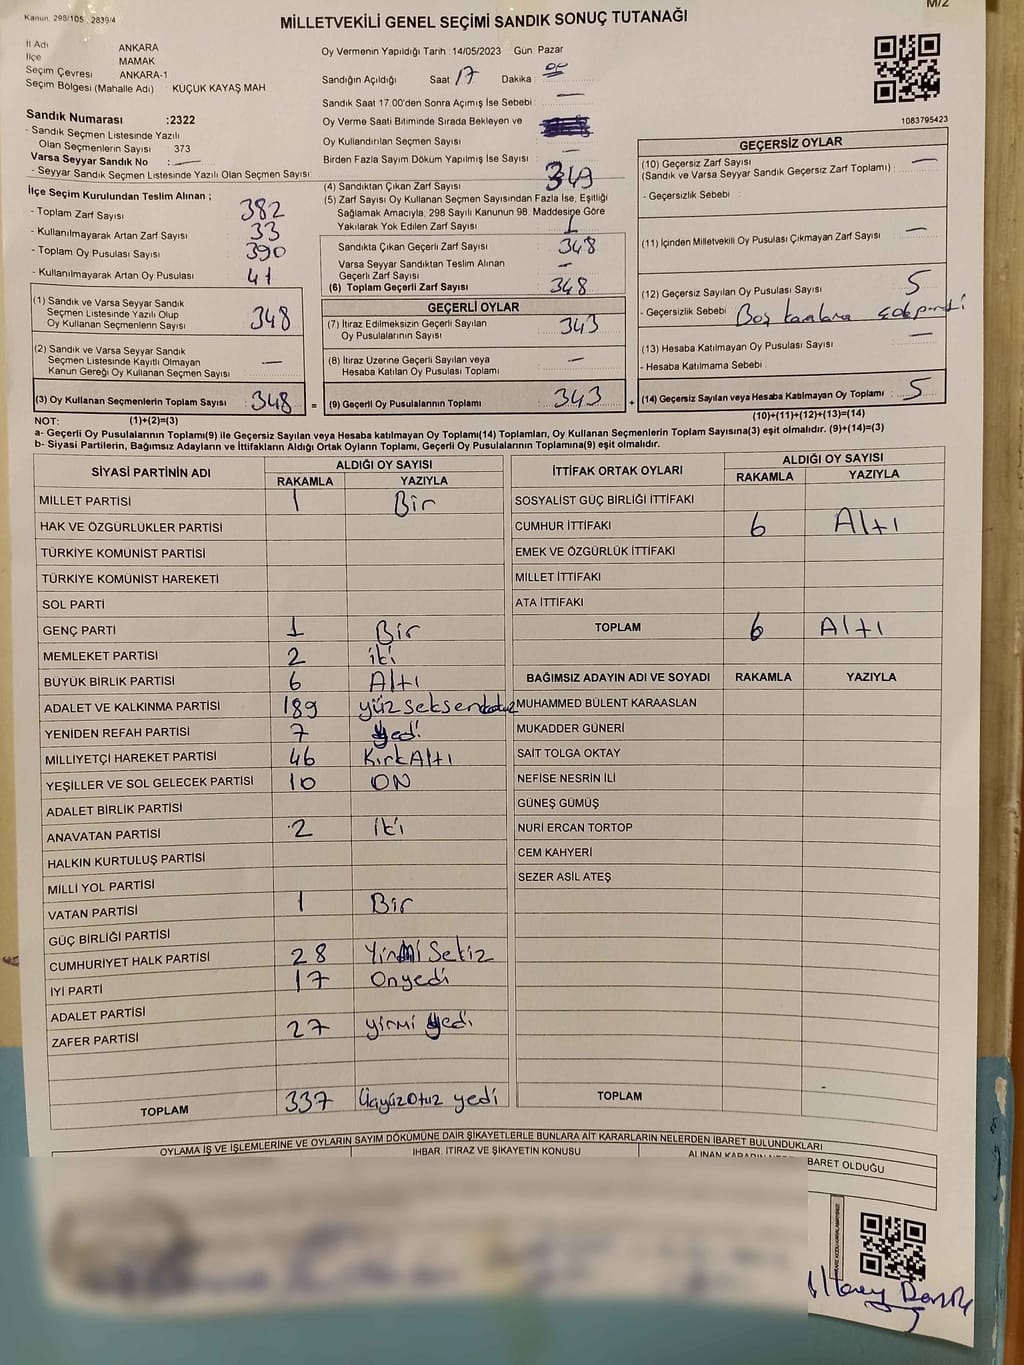 Kanun. 298/105 , 2839/4
M/2
MİLLETVEKİLİ GENEL SEÇİMİ SANDIK SONUÇ TUTANAĞI
İl Adı ANKARA
İlçe MAMAK
Seçim Çevresi ANKARA-1
Seçim Bölgesi (Mahalle Adı) KÜÇÜK KAYAŞ MAH
Sandık Numarası :2322
- Sandık Seçmen Listesinde Yazılı
Olan Seçmenlerin Sayısı 373
Varsa Seyyar Sandık No : —
- Seyyar Sandık Seçmen Listesinde Yazılı Olan Seçmen Sayısı:
İlçe Seçim Kurulundan Teslim Alınan ;
- Toplam Zarf Sayısı 382
- Kullanılmayarak Artan Zarf Sayısı 33
- Toplam Oy Pusulası Sayısı 390
- Kullanılmayarak Artan Oy Pusulası 41
(1) Sandık ve Varsa Seyyar Sandık
Seçmen Listesinde Yazılı Olup
Oy Kullanan Seçmenlerin Sayısı 348
(2) Sandık ve Varsa Seyyar Sandık
Seçmen Listesinde Kayıtlı Olmayan
Kanun Gereği Oy Kullanan Seçmen Sayısı : —
(3) Oy Kullanan Seçmenlerin Toplam Sayısı 348 =
Oy Vermenin Yapıldığı Tarih :14/05/2023 Gün: Pazar
Sandığın Açıldığı Saat : 17 Dakika :
Sandık Saat 17.00'den Sonra Açımış İse Sebebi : —
Oy Verme Saati Bitiminde Sırada Bekleyen ve
Oy Kullandırılan Seçmen Sayısı : —
Birden Fazla Sayım Döküm Yapılmış İse Sayısı :
(4) Sandıktan Çıkan Zarf Sayısı 349
(5) Zarf Sayısı Oy Kullanan Seçmen Sayısından Fazla İse, Eşitliği
Sağlamak Amacıyla, 298 Sayılı Kanunun 98. Maddesine Göre
Yakılarak Yok Edilen Zarf Sayısı : 1
Sandıkta Çıkan Geçerli Zarf Sayısı : 348
Varsa Seyyar Sandıktan Teslim Alınan
Geçerli Zarf Sayısı : —
(6) Toplam Geçerli Zarf Sayısı : 348
GEÇERLİ OYLAR
(7) İtiraz Edilmeksizin Geçerli Sayılan
Oy Pusulalarının Sayısı : 343
(8) İtiraz Üzerine Geçerli Sayılan veya
Hesaba Katılan Oy Pusulası Toplamı : —
(9) Geçerli Oy Pusulalarının Toplamı : 343 +
1083795423
GEÇERSİZ OYLAR
(10) Geçersiz Zarf Sayısı
(Sandık ve Varsa Seyyar Sandık Geçersiz Zarf Toplamı) : —
- Geçersizlik Sebebi :
(11) İçinden Milletvekili Oy Pusulası Çıkmayan Zarf Sayısı : —
(12) Geçersiz Sayılan Oy Pusulası Sayısı : 5
- Geçersizlik Sebebi : Boş
(13) Hesaba Katılmayan Oy Pusulası Sayısı : —
- Hesaba Katılmama Sebebi :
(14) Geçersiz Sayılan veya Hesaba Katılmayan Oy Toplamı : 5
NOT: (1)+(2)=(3) (10)+(11)+(12)+(13)=(14)
a- Geçerli Oy Pusulalarının Toplamı(9) ile Geçersiz Sayılan veya Hesaba katılmayan Oy Toplamı(14) Toplamları, Oy Kullanan Seçmenlerin Toplam Sayısına(3) eşit olmalıdır. (9)+(14)=(3)
b- Siyasi Partilerin, Bağımsız Adayların ve İttifakların Aldığı Oyların Toplamı, Geçerli Oy Pusulalarının Toplamına(9) eşit olmalıdır.
SİYASİ PARTİNİN ADI ALDIĞI OY SAYISI
RAKAMLA YAZIYLA
MİLLET PARTİSİ 1 Bir
HAK VE ÖZGÜRLÜKLER PARTİSİ
TÜRKİYE KOMÜNİST PARTİSİ
TÜRKİYE KOMÜNİST HAREKETİ
SOL PARTİ
GENÇ PARTİ 1 Bir
MEMLEKET PARTİSİ 2 iki
BÜYÜK BİRLİK PARTİSİ 6 Altı
ADALET VE KALKINMA PARTİSİ 189 yüzseksendokuz
YENİDEN REFAH PARTİSİ 7 yedi
MİLLİYETÇİ HAREKET PARTİSİ 46 KırkAltı
YEŞİLLER VE SOL GELECEK PARTİSİ 10 ON
ADALET BİRLİK PARTİSİ
ANAVATAN PARTİSİ 2 iki
HALKIN KURTULUŞ PARTİSİ
MİLLİ YOL PARTİSİ
VATAN PARTİSİ 1 Bir
GÜÇ BİRLİĞİ PARTİSİ
CUMHURİYET HALK PARTİSİ 28 Yirmi Sekiz
İYİ PARTİ 17 Onyedi
ADALET PARTİSİ
ZAFER PARTİSİ 27 yirmi yedi
TOPLAM 337 Üçyüzotuz yedi
İTTİFAK ORTAK OYLARI ALDIĞI OY SAYISI
RAKAMLA YAZIYLA
SOSYALİST GÜÇ BİRLİĞİ İTTİFAKI
CUMHUR İTTİFAKI 6 Altı
EMEK VE ÖZGÜRLÜK İTTİFAKI
MİLLET İTTİFAKI
ATA İTTİFAKI
TOPLAM 6 Altı
BAĞIMSIZ ADAYIN ADI VE SOYADI RAKAMLA YAZIYLA
MUHAMMED BÜLENT KARAASLAN
MUKADDER GÜNERİ
SAİT TOLGA OKTAY
NEFİSE NESRİN İLİ
GÜNEŞ GÜMÜŞ
NURİ ERCAN TORTOP
CEM KAHYERİ
SEZER ASIL ATEŞ
TOPLAM
OYLAMA İŞ VE İŞLEMLERİNE VE OYLARIN SAYIM DÖKÜMÜNE DAİR ŞİKAYETLERLE BUNLARA AİT KARARLARIN NELERDEN İBARET BULUNDUKLARI
İHBAR, İTİRAZ VE ŞİKAYETİN KONUSU
BARET OLDUĞU